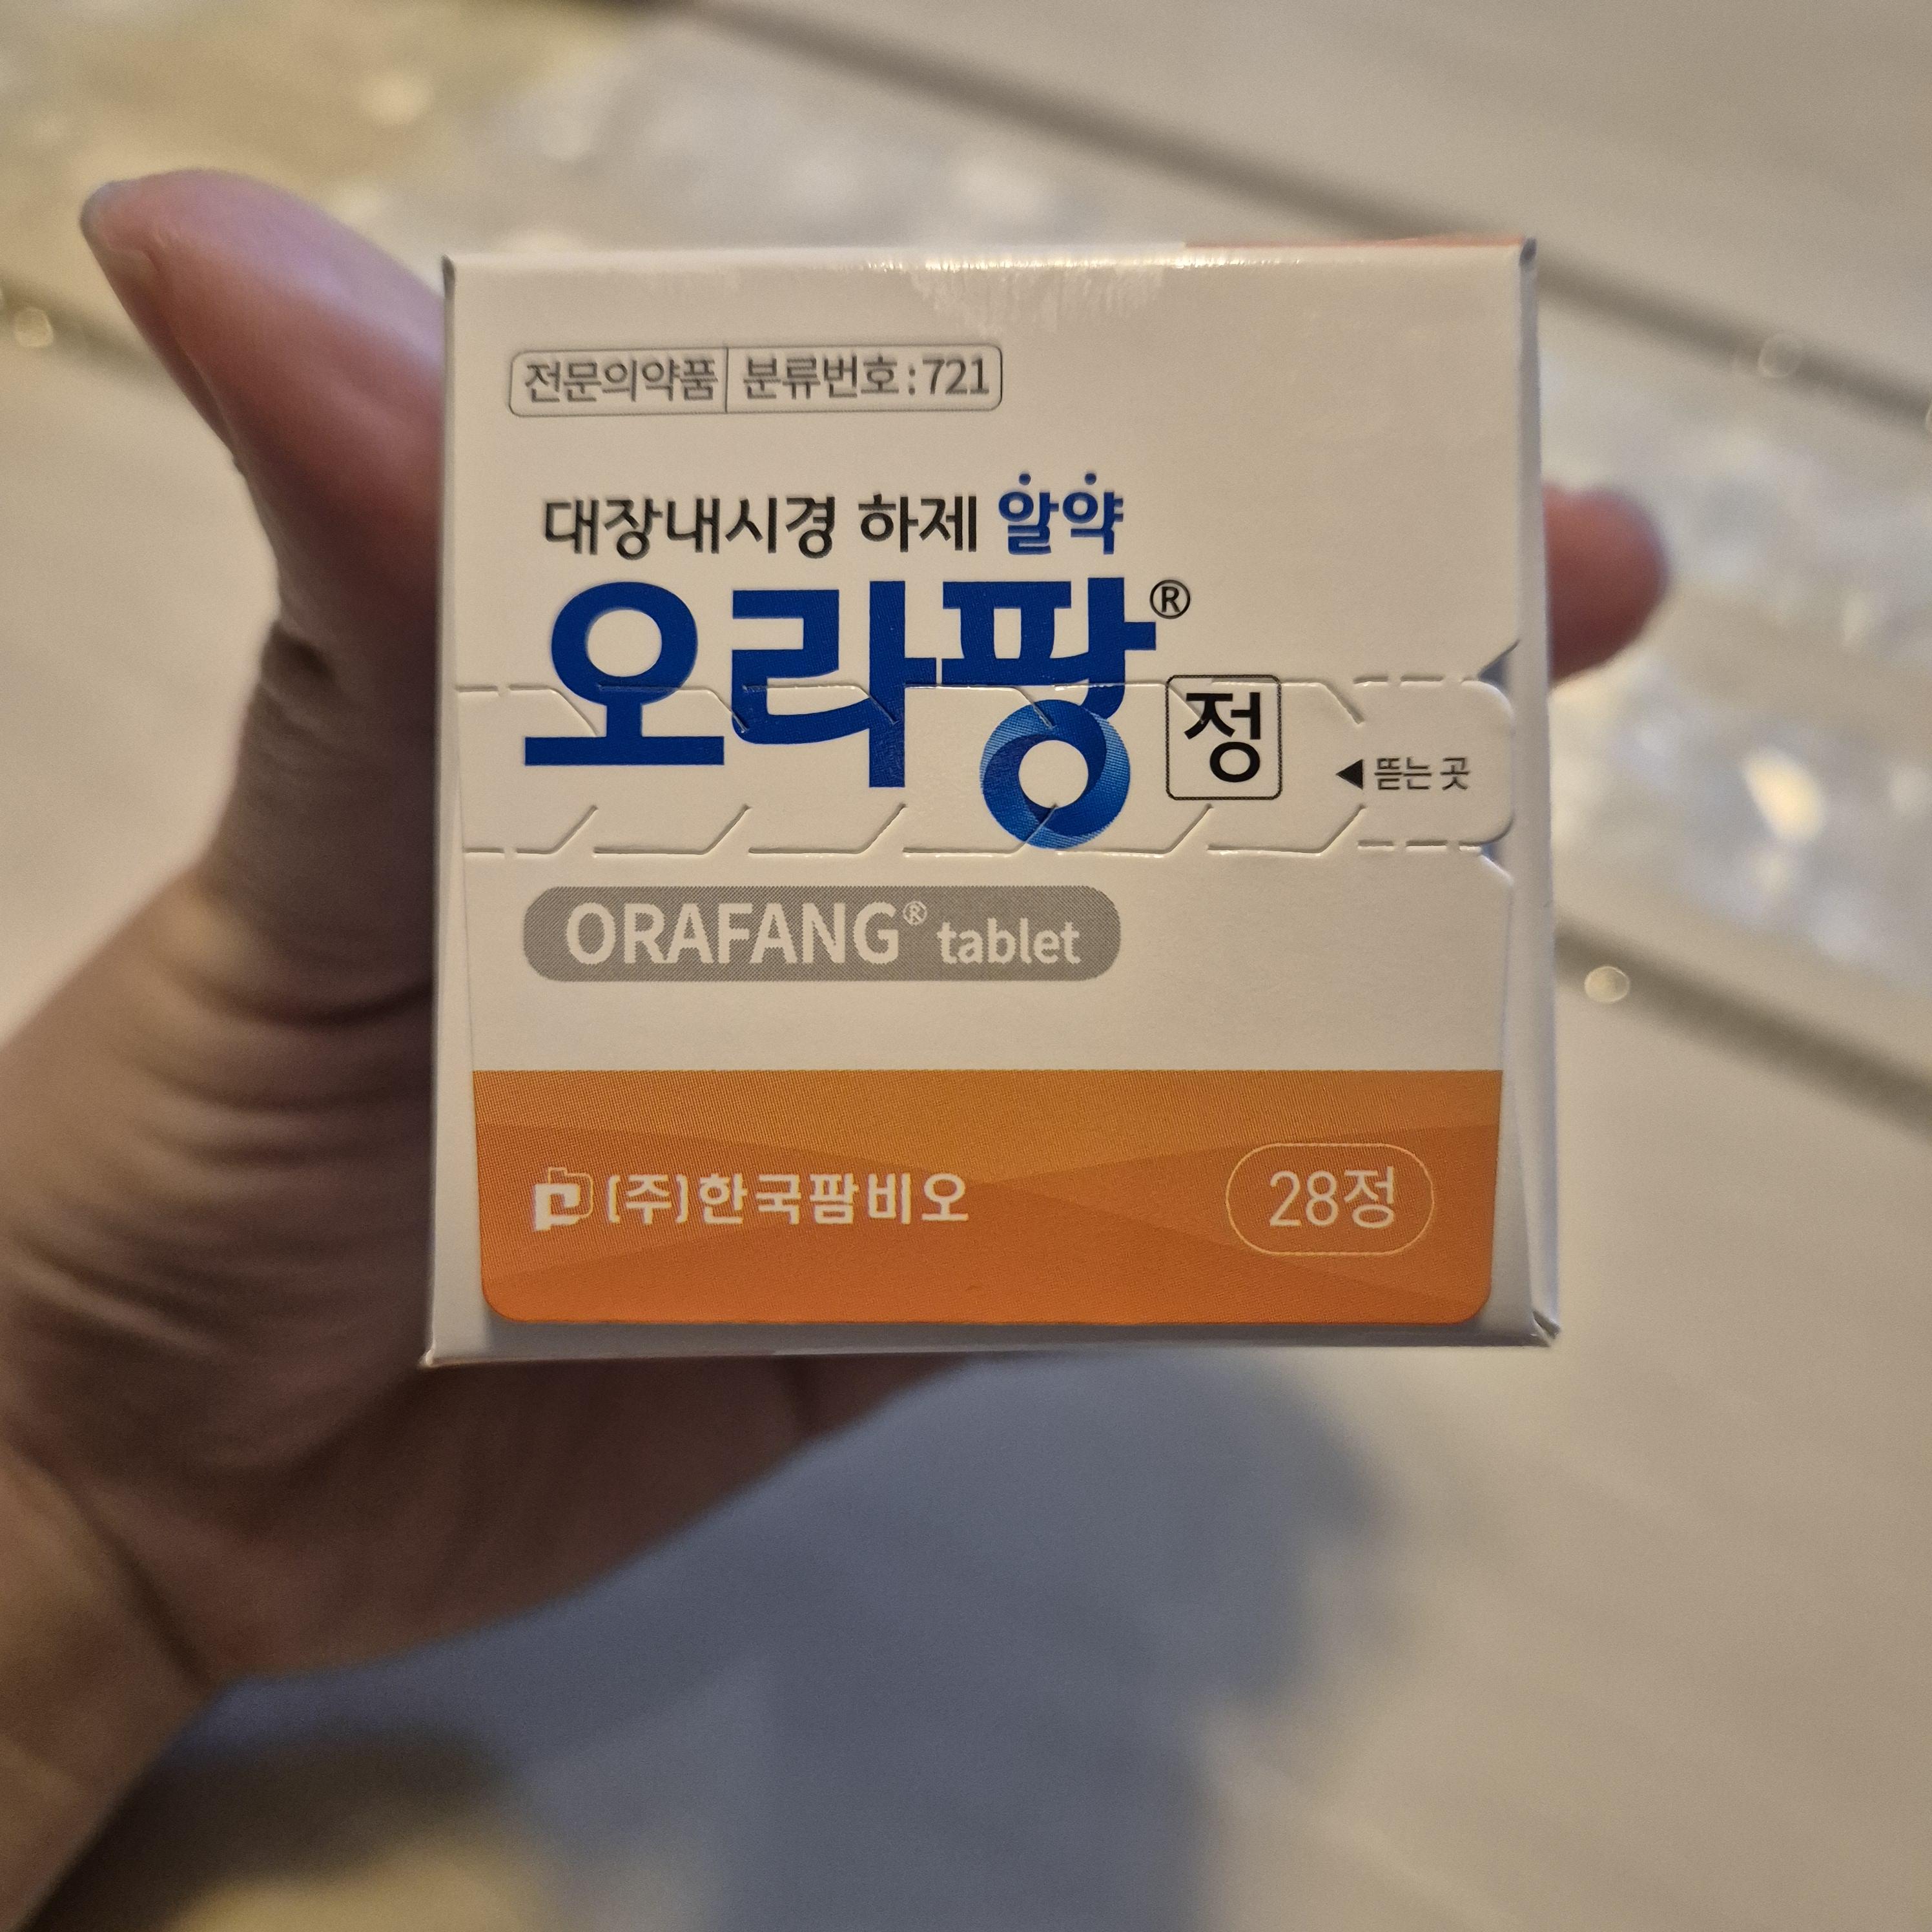 전문의약품 분류번호 : 721
대장내시경 하제 알약
오라팡® 정
◀ 뜯는 곳
ORAFANG® tablet
(주)한국팜비오
28정